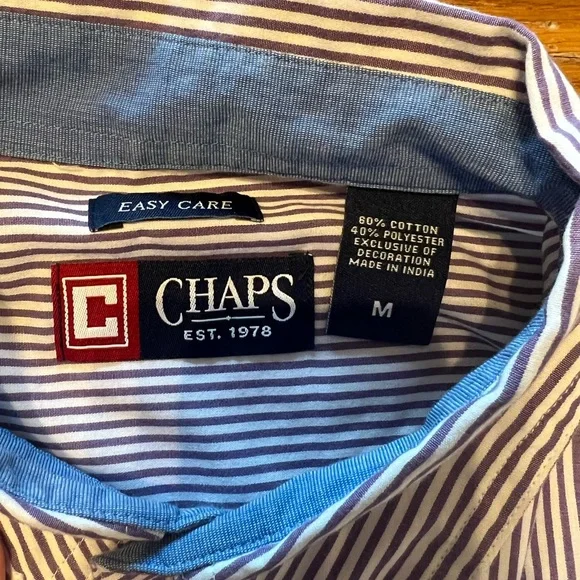 EASY CARE
60% COTTON
40% POLYESTER
EXCLUSIVE OF
DECORATION
MADE IN INDIA
M
C
CHAPS
EST. 1978